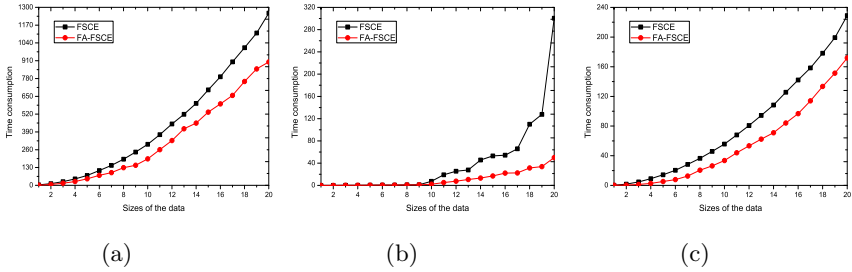 1300
1170
1040
910
780
650
520
390
260
130
0
Time consumption
FSCE
FA-FSCE
2 4 6 8 10 12 14 16 18 20
Sizes of the data
(a)
320
280
240
200
160
120
80
40
0
Time consumption
FSCE
FA-FSCE
2 4 6 8 10 12 14 16 18 20
Sizes of the data
(b)
240
200
160
120
80
40
0
Time consumption
FSCE
FA-FSCE
2 4 6 8 10 12 14 16 18 20
Sizes of the data
(c)